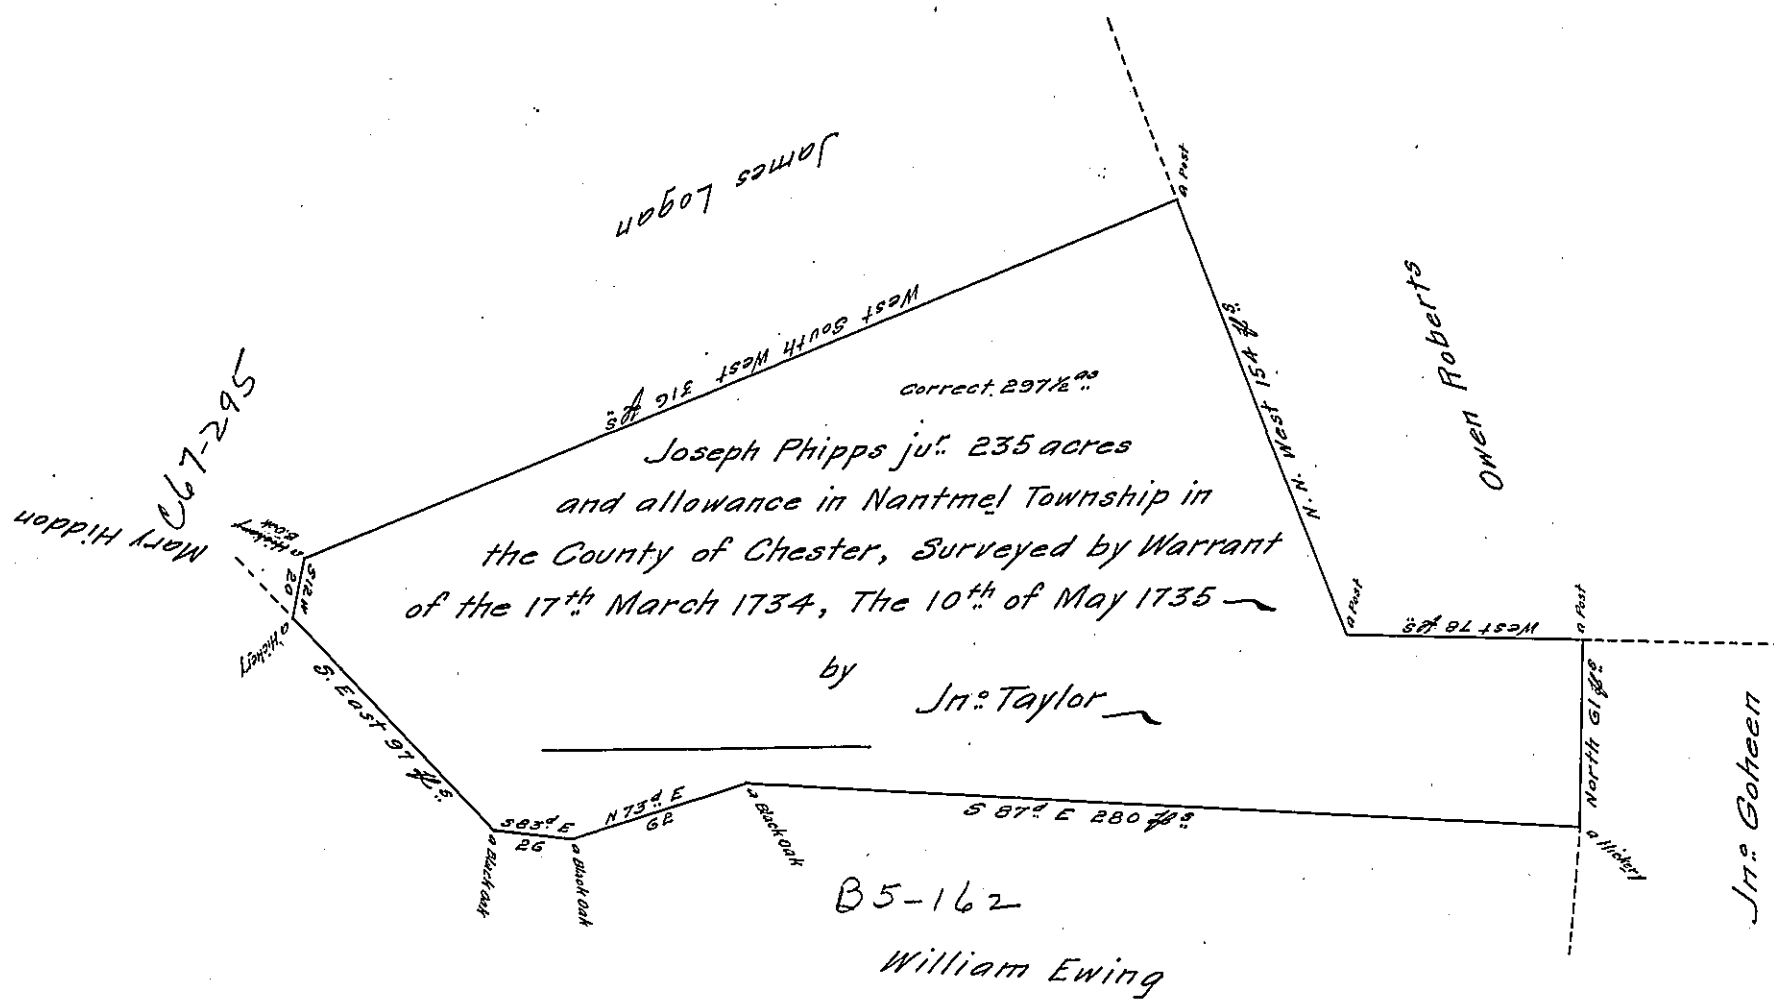 James Logan
a Post
West South West 316 ps
N.N. West 154 ps
Owen Roberts
C67-295
Mary Hiddon
a Hickery
S12W
20
a Hickery
correct. 297½ as
Joseph Phipps jur. 235 acres
and allowance in Nantmel Township in
the County of Chester, Surveyed by Warrant
of the 17th March 1734, The 10th of May 1735
by
Jno. Taylor
a Post
West 78 ps
a Post
S. East 97 ps
North 61 ps
Jno. Goheen
S83d E
26
N 73d E
62
S 87d E 280 ps
a Black Oak
a Black Oak
a Black Oak
a Hickery
B5-162
William Ewing